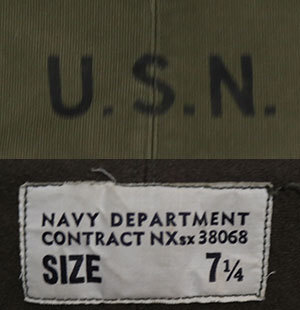 U.S.N.
NAVY DEPARTMENT
CONTRACT NXsx 38068
SIZE 7¼